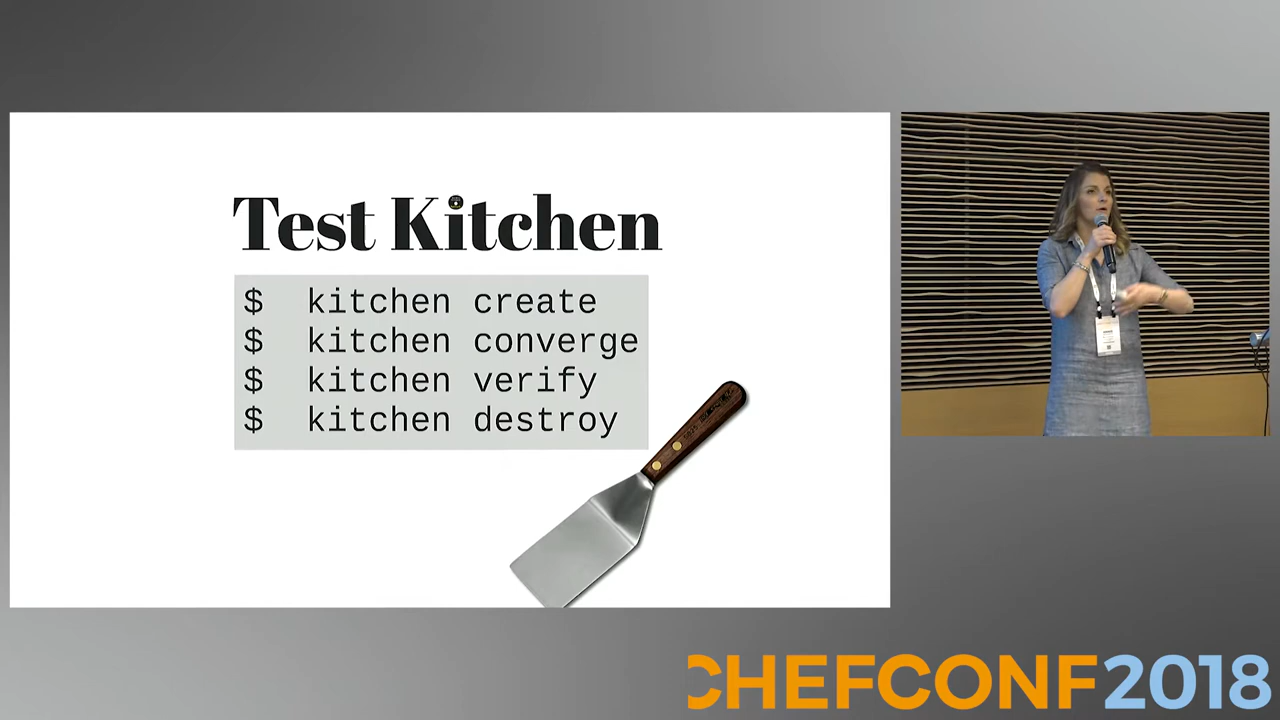 Test Kitchen
$ kitchen create
$ kitchen converge
$ kitchen verify
$ kitchen destroy
CHEFCONF2018